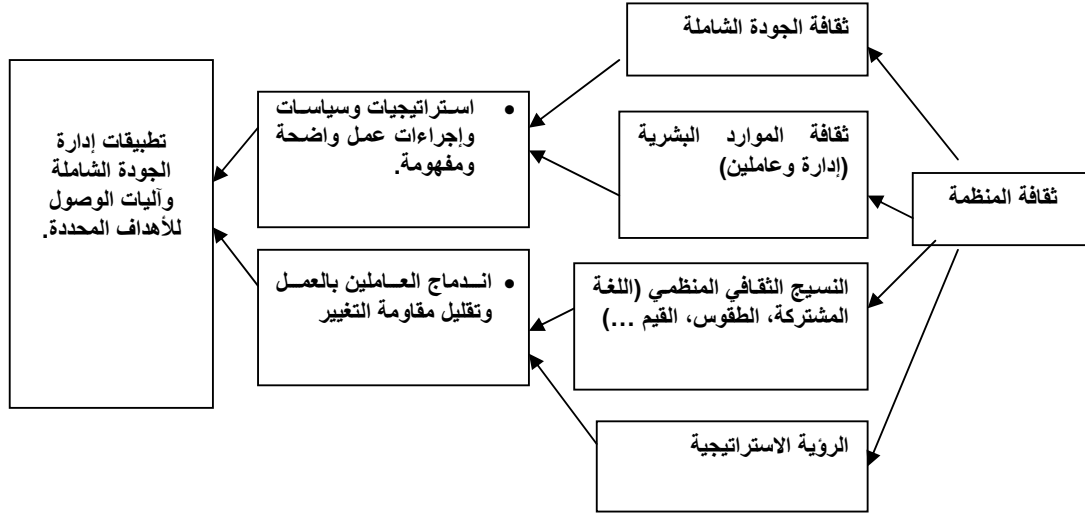 ثقافة المنظمة
ثقافة الجودة الشاملة
ثقافة الموارد البشرية
(إدارة وعاملين)
النسيج الثقافي المنظمي (اللغة
المشتركة، الطقوس، القيم ...)
الرؤية الاستراتيجية
• استراتيجيات وسياسات
وإجراءات عمل واضحة
ومفهومة.
• اندماج العاملين بالعمل
وتقليل مقاومة التغيير
تطبيقات إدارة
الجودة الشاملة
وآليات الوصول
للأهداف المحددة.